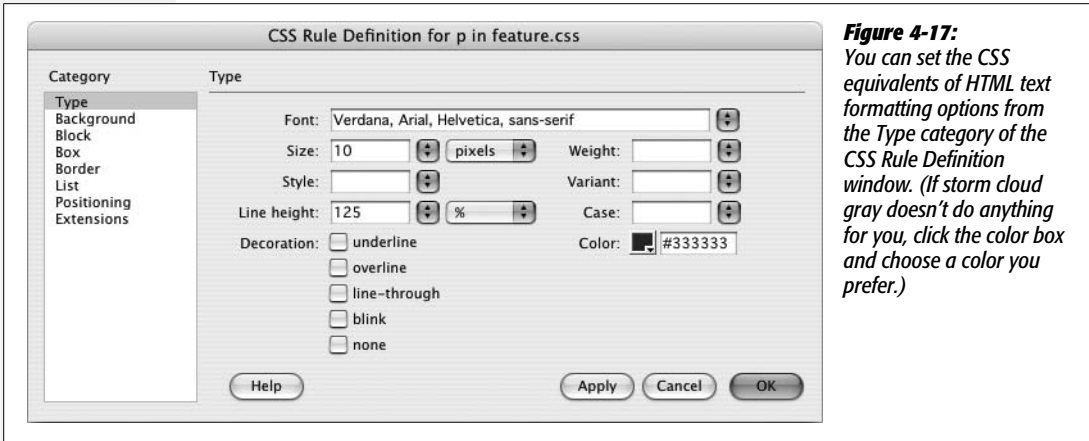 CSS Rule Definition for p in feature.css
Category
Type
Background
Block
Box
Border
List
Positioning
Extensions
Type
Font: Verdana, Arial, Helvetica, sans-serif
Size: 10 pixels Weight:
Style: Variant:
Line height: 125 % Case:
Decoration: underline Color: #333333
overline
line-through
blink
none
Help Apply Cancel OK
Figure 4-17:
You can set the CSS
equivalents of HTML text
formatting options from
the Type category of the
CSS Rule Definition
window. (If storm cloud
gray doesn't do anything
for you, click the color box
and choose a color you
prefer.)